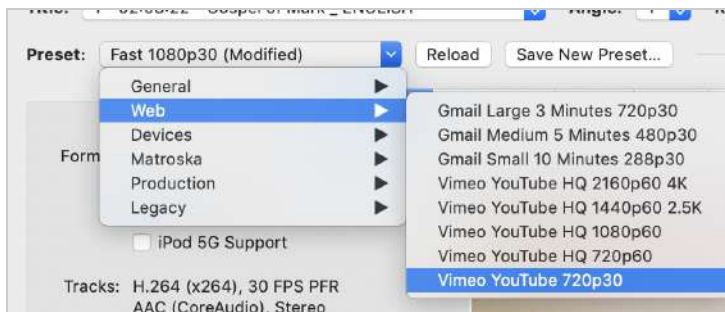 Preset: Fast 1080p30 (Modified) Reload Save New Preset...
General
Web
Devices
Matroska
Production
Legacy
Gmail Large 3 Minutes 720p30
Gmail Medium 5 Minutes 480p30
Gmail Small 10 Minutes 288p30
Vimeo YouTube HQ 2160p60 4K
Vimeo YouTube HQ 1440p60 2.5K
Vimeo YouTube HQ 1080p60
Vimeo YouTube HQ 720p60
Vimeo YouTube 720p30
Form
iPod 5G Support
Tracks: H.264 (x264), 30 FPS PFR
AAC (CoreAudio), Stereo